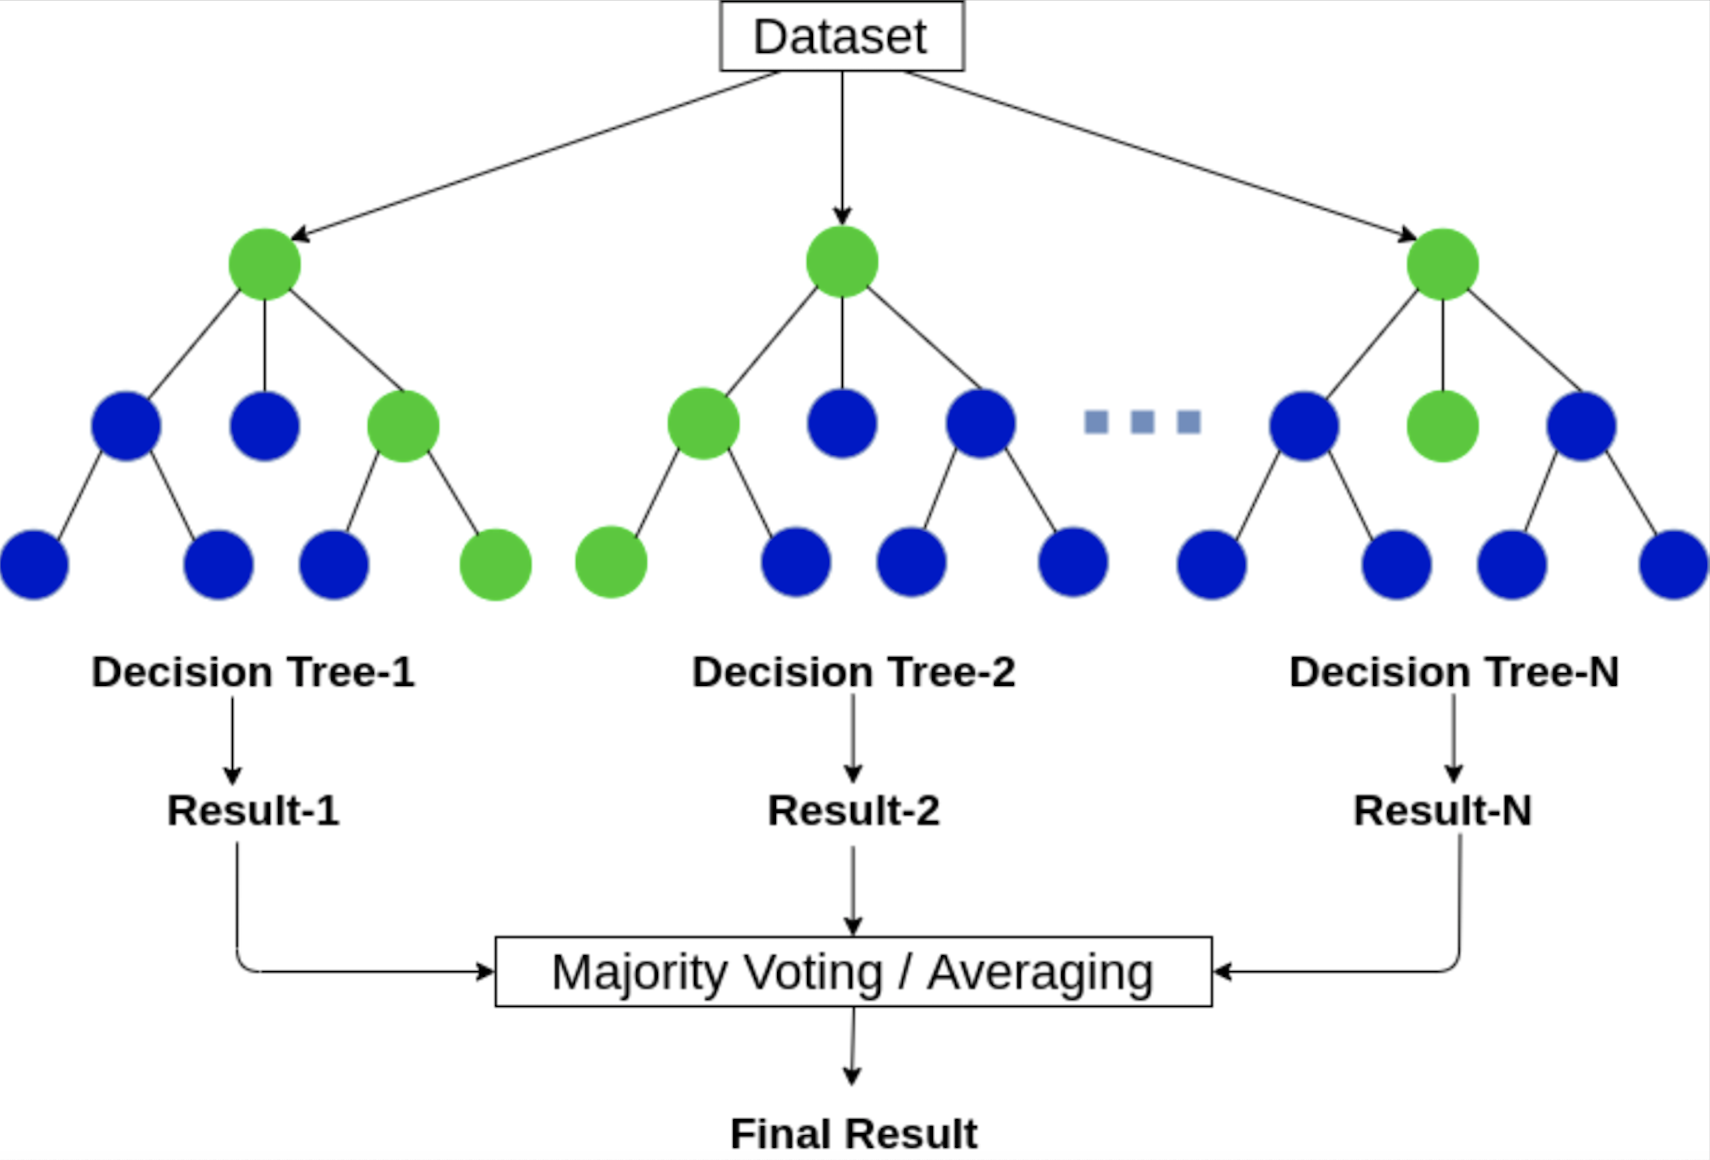 Dataset
Decision Tree-1
Decision Tree-2
Decision Tree-N
Result-1
Result-2
Result-N
Majority Voting / Averaging
Final Result